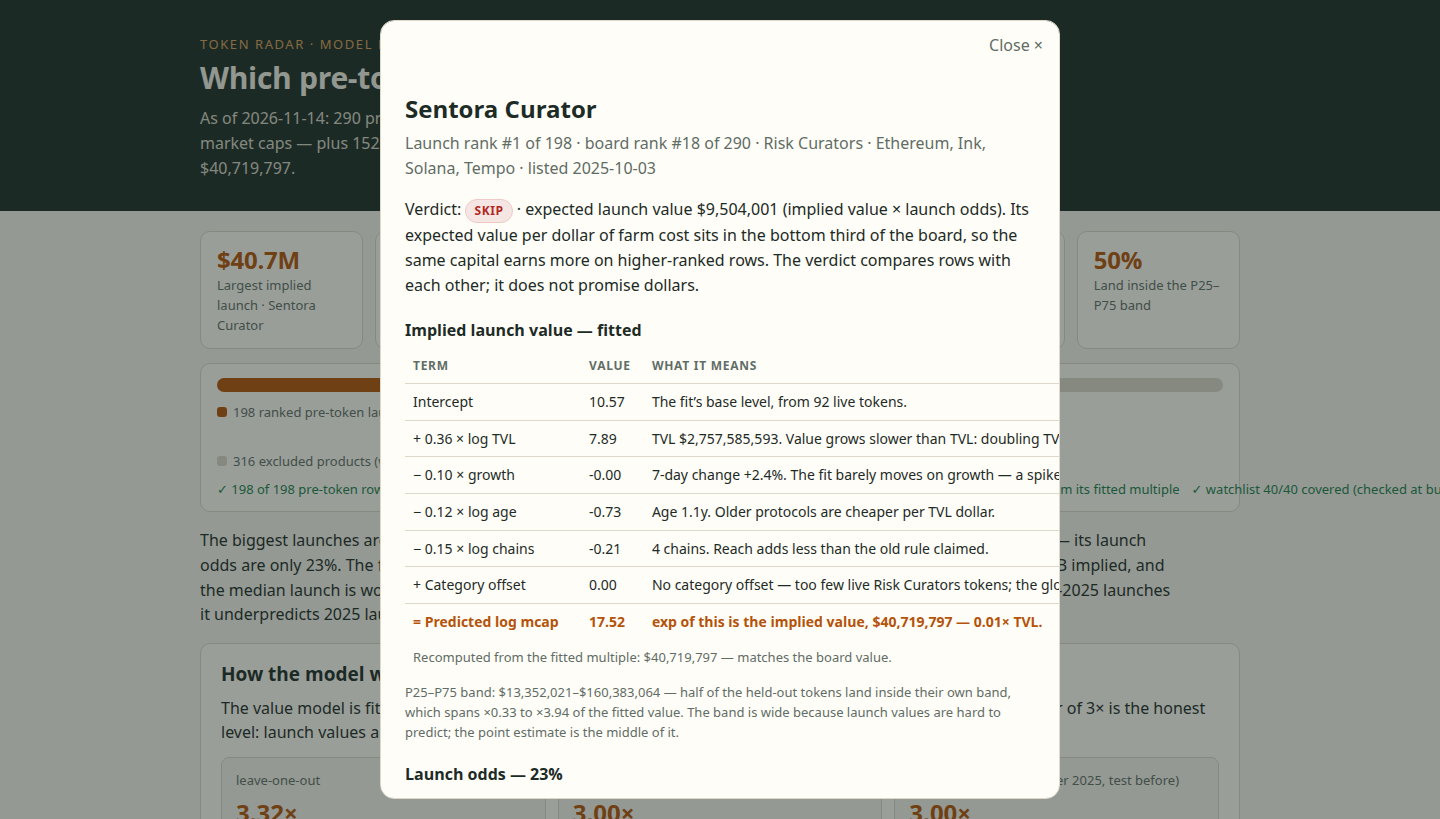 TOKEN RADAR · MODEL
Which pre-to
As of 2026-11-14: 290 pr
market caps — plus 152
$40,719,797.
Close ×
Sentora Curator
Launch rank #1 of 198 · board rank #18 of 290 · Risk Curators · Ethereum, Ink,
Solana, Tempo · listed 2025-10-03
Verdict: SKIP · expected launch value $9,504,001 (implied value × launch odds). Its
expected value per dollar of farm cost sits in the bottom third of the board, so the
same capital earns more on higher-ranked rows. The verdict compares rows with
each other; it does not promise dollars.
Implied launch value — fitted
TERM VALUE WHAT IT MEANS
Intercept 10.57 The fit’s base level, from 92 live tokens.
+ 0.36 × log TVL 7.89 TVL $2,757,585,593. Value grows slower than TVL: doubling TV
− 0.10 × growth -0.00 7-day change +2.4%. The fit barely moves on growth — a spike
− 0.12 × log age -0.73 Age 1.1y. Older protocols are cheaper per TVL dollar.
− 0.15 × log chains -0.21 4 chains. Reach adds less than the old rule claimed.
+ Category offset 0.00 No category offset — too few live Risk Curators tokens; the glo
= Predicted log mcap 17.52 exp of this is the implied value, $40,719,797 — 0.01× TVL.
Recomputed from the fitted multiple: $40,719,797 — matches the board value.
P25–P75 band: $13,352,021–$160,383,064 — half of the held-out tokens land inside their own band,
which spans ×0.33 to ×3.94 of the fitted value. The band is wide because launch values are hard to
predict; the point estimate is the middle of it.
Launch odds — 23%
$40.7M
Largest implied
launch · Sentora
Curator
50%
Land inside the P25–
P75 band
198 ranked pre-token lau
316 excluded products (
✓ 198 of 198 pre-token row
m its fitted multiple ✓ watchlist 40/40 covered (checked at bu
The biggest launches ar
— its launch
odds are only 23%. The f
3 implied, and
the median launch is wo
2025 launches
it underpredicts 2025 lau
How the model w
The value model is fit
r of 3× is the honest
level: launch values a
leave-one-out
er 2025, test before)
3.32×
3.00×
3.00×